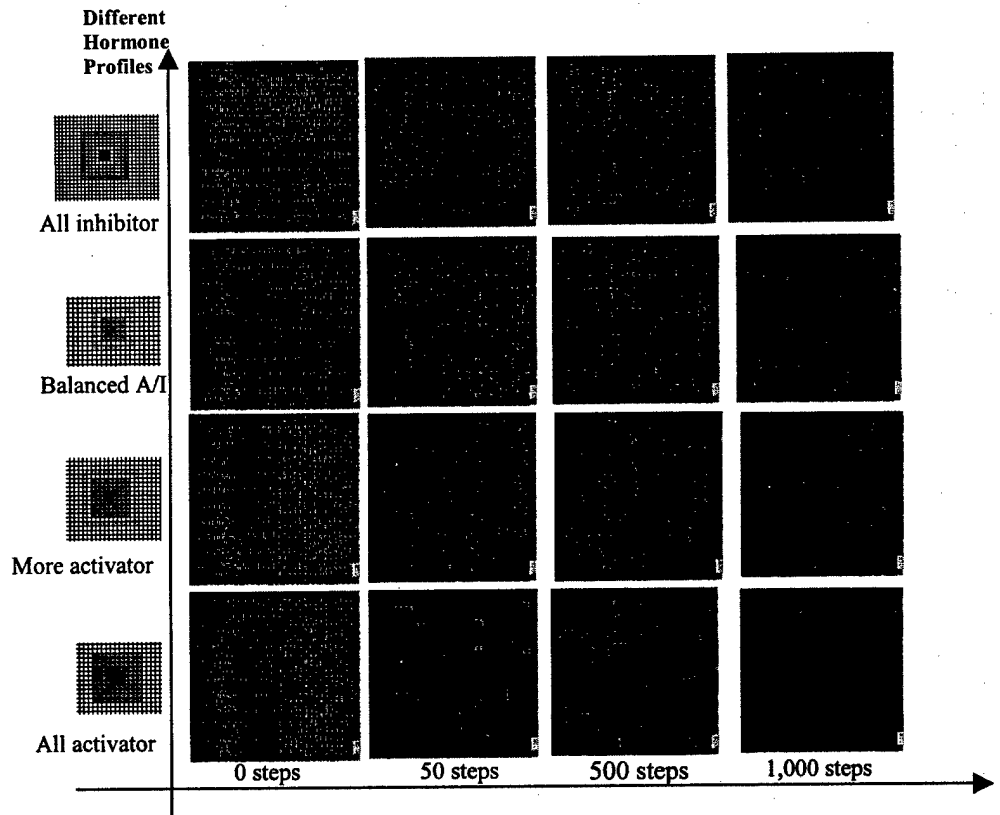 Different
Hormone
Profiles
All inhibitor
Balanced A/I
More activator
All activator
0 steps
50 steps
500 steps
1,000 steps